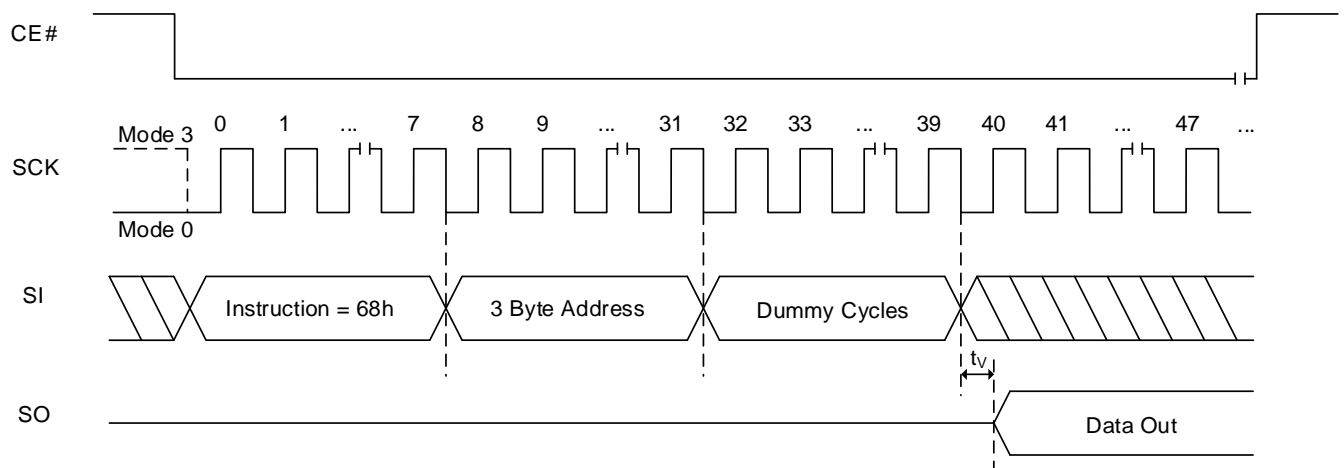 CE#
0 1 ... 7 8 9 ... 31 32 33 ... 39 40 41 ... 47 ...
Mode 3
SCK
Mode 0
SI
Instruction = 68h
3 Byte Address
Dummy Cycles
tV
SO
Data Out